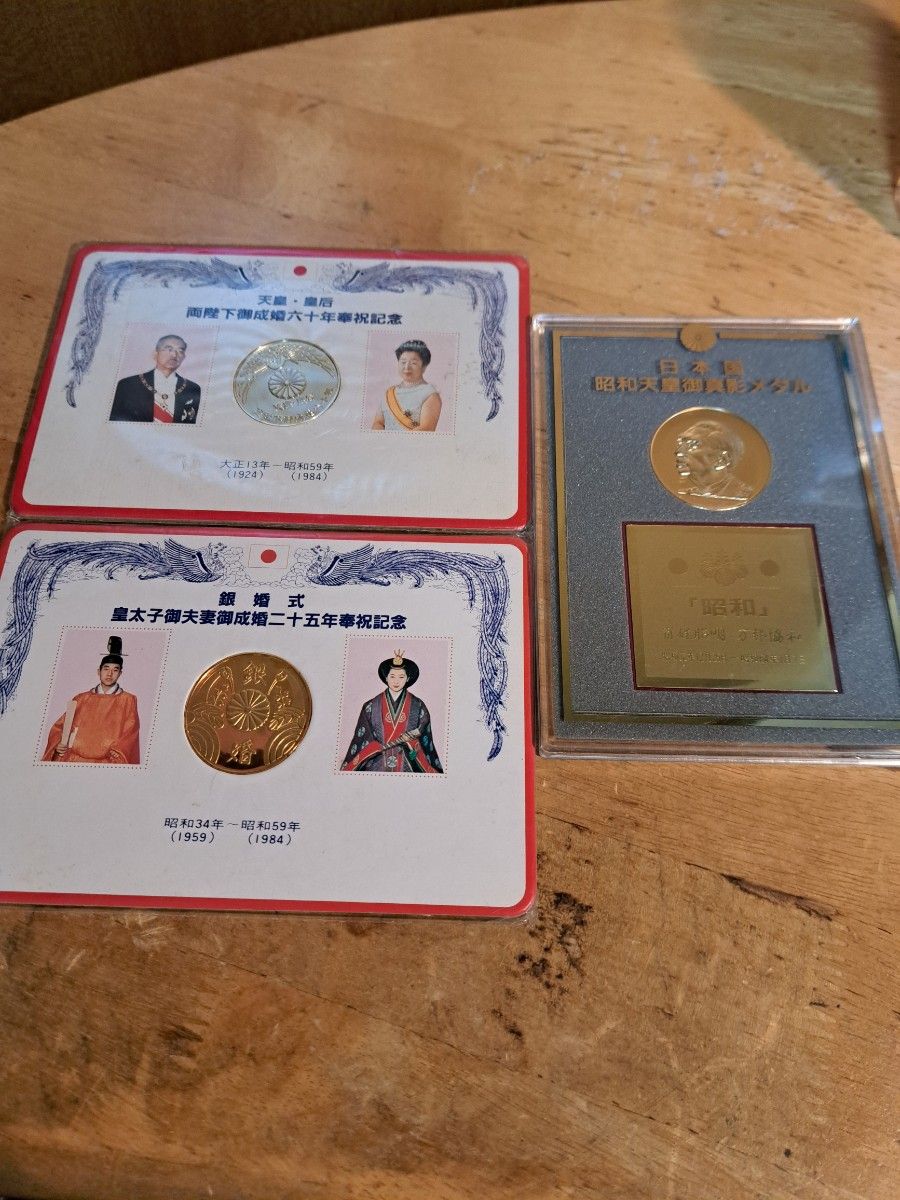 天皇・皇后
両陛下御成婚六十年奉祝記念
大正13年－昭和59年
(1924) (1984)
銀婚式
皇太子御夫妻御成婚二十五年奉祝記念
銀
婚
昭和34年～昭和59年
(1959) (1984)
日本国
昭和天皇御真影メダル
「昭和」